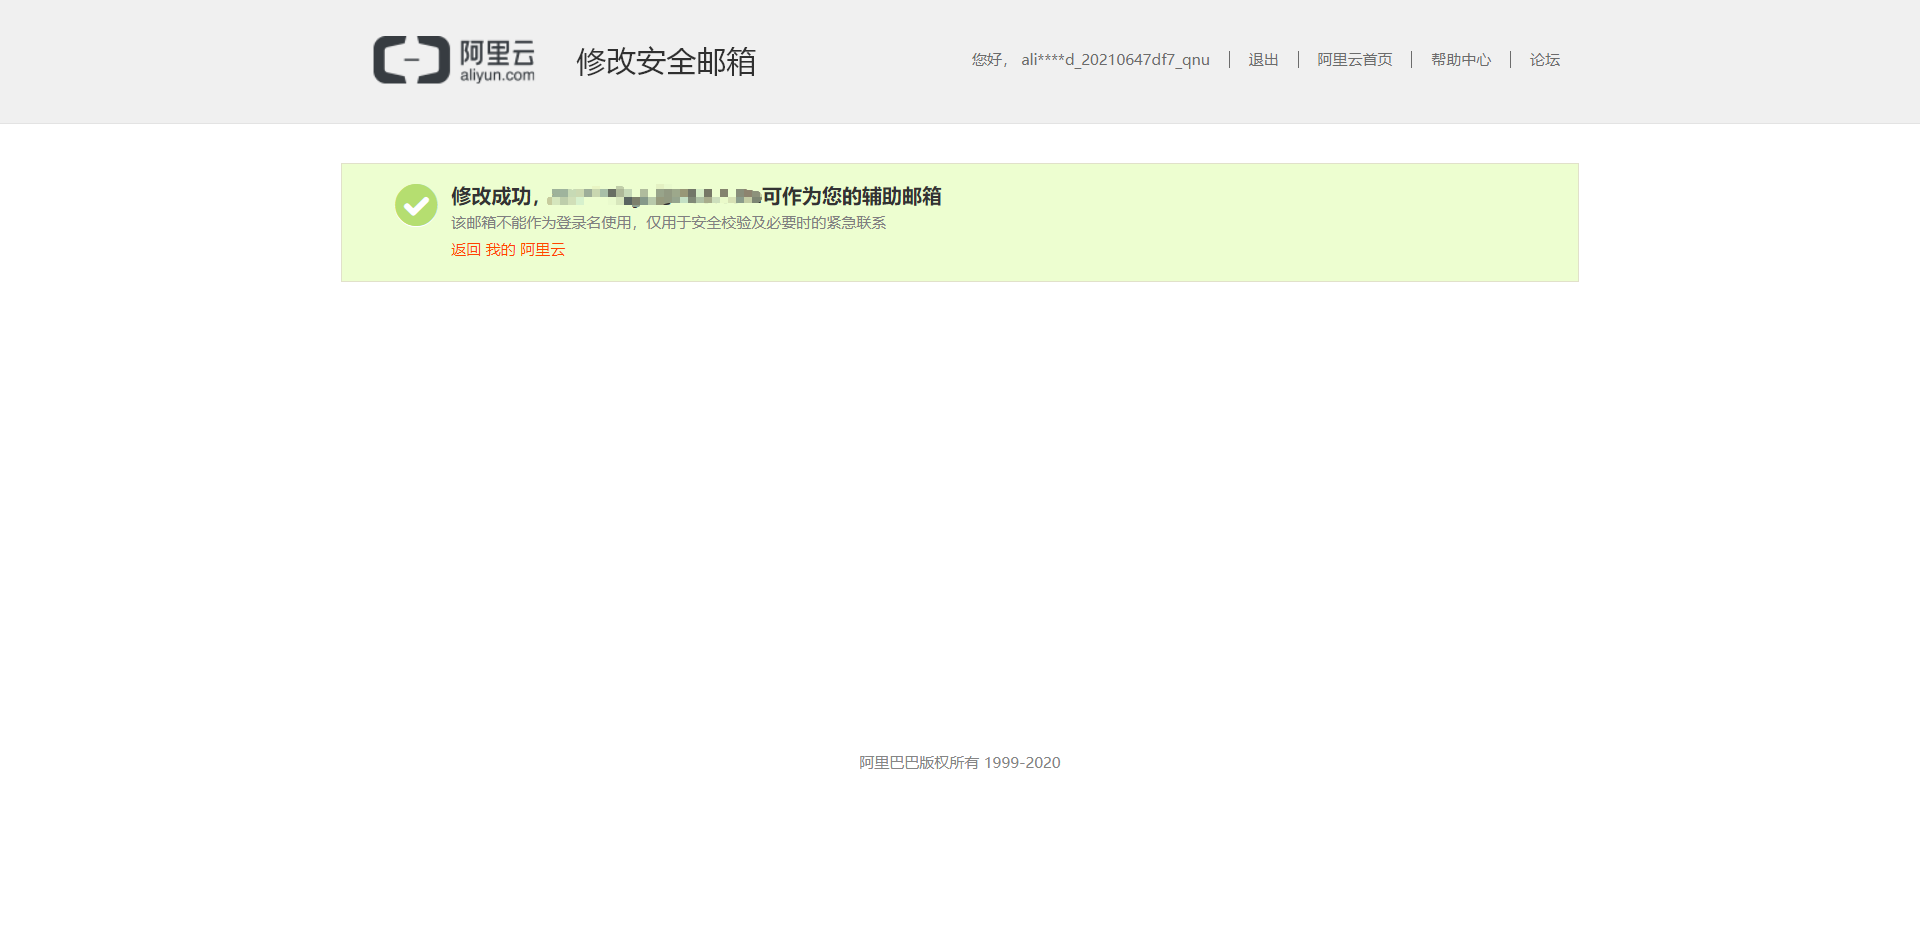 阿里云
aliyun.com
修改安全邮箱
您好， ali****d_20210647df7_qnu 退出 阿里云首页 帮助中心 论坛
修改成功，可作为您的辅助邮箱
该邮箱不能作为登录名使用，仅用于安全校验及必要时的紧急联系
返回 我的 阿里云
阿里巴巴版权所有 1999-2020